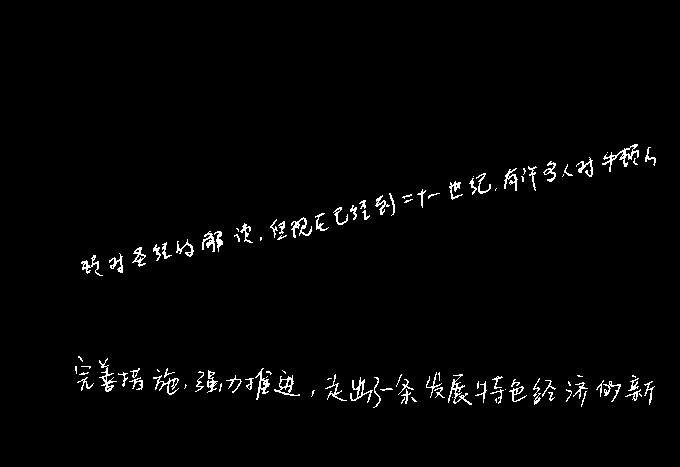 顿对圣经的解读,但现在已经到二十一世纪,有许多人对牛顿的
完善措施,强力推进,走出了一条发展特色经济的新